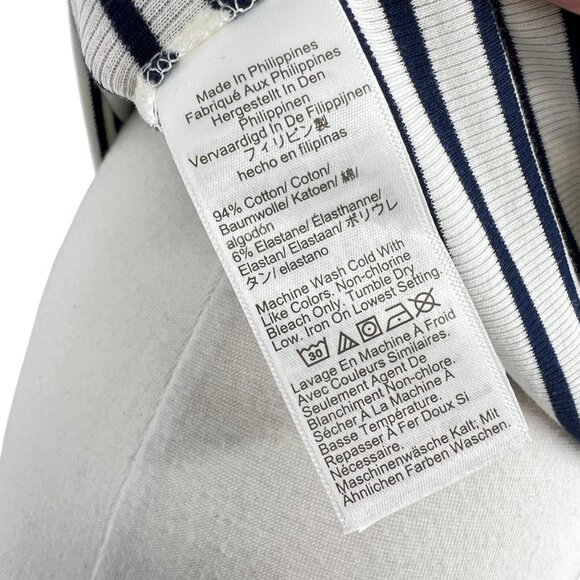 Made In Philippines
Fabriqué Aux Philippines
Hergestellt In Den
Philippinen
Vervaardigd In De Filippijnen
フィリピン製
hecho en filipinas
94% Cotton/ Coton/
Baumwolle/ Katoen/ 綿/
algodón
6% Elastane/ Élasthanne/
Elastan/ Elastaan/ ポリウレ
タン/ elastano
Machine Wash Cold With
Like Colors. Non-chlorine
Bleach Only. Tumble Dry
Low. Iron On Lowest Setting.
30
Lavage En Machine À Froid
Avec Couleurs Similaires.
Seulement Agent De
Blanchiment Non-chlore.
Sécher À La Machine À
Basse Température.
Repasser À Fer Doux Si
Nécessaire.
Maschinenwäsche Kalt; Mit
Ähnlichen Farben Waschen.